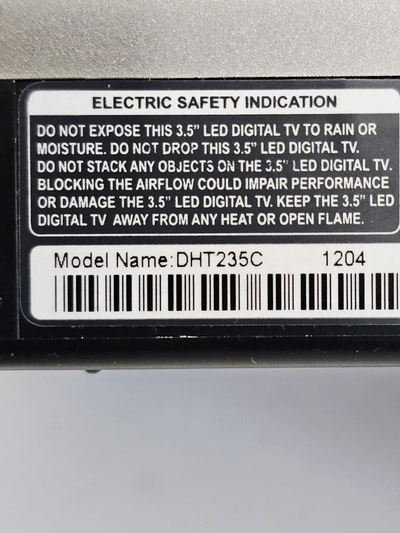 ELECTRIC SAFETY INDICATION
DO NOT EXPOSE THIS 3.5" LED DIGITAL TV TO RAIN OR
MOISTURE. DO NOT DROP THIS 3.5" LED DIGITAL TV.
DO NOT STACK ANY OBJECTS ON THE 3.5" LED DIGITAL TV.
BLOCKING THE AIRFLOW COULD IMPAIR PERFORMANCE
OR DAMAGE THE 3.5" LED DIGITAL TV. KEEP THE 3.5" LED
DIGITAL TV AWAY FROM ANY HEAT OR OPEN FLAME.
Model Name:DHT235C 1204